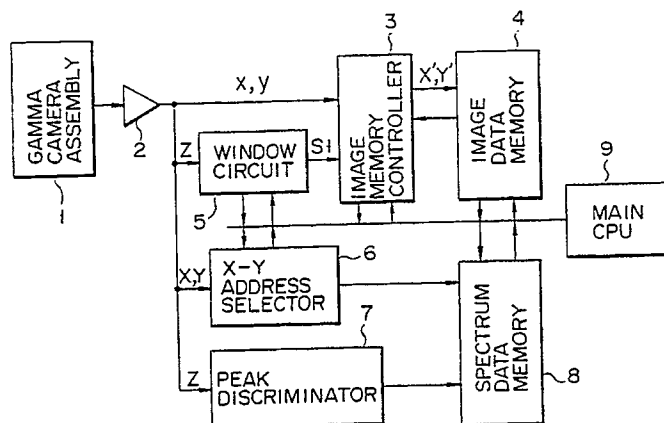 GAMMA
CAMERA
ASSEMBLY
1
2
X, Y
Z
WINDOW
CIRCUIT
5
S1
3
IMAGE
MEMORY
CONTROLLER
X', Y'
4
IMAGE DATA
MEMORY
9
MAIN
CPU
X, Y
X-Y
ADDRESS
SELECTOR
6
Z
7
PEAK
DISCRIMINATOR
SPECTRUM
DATA
MEMORY
8